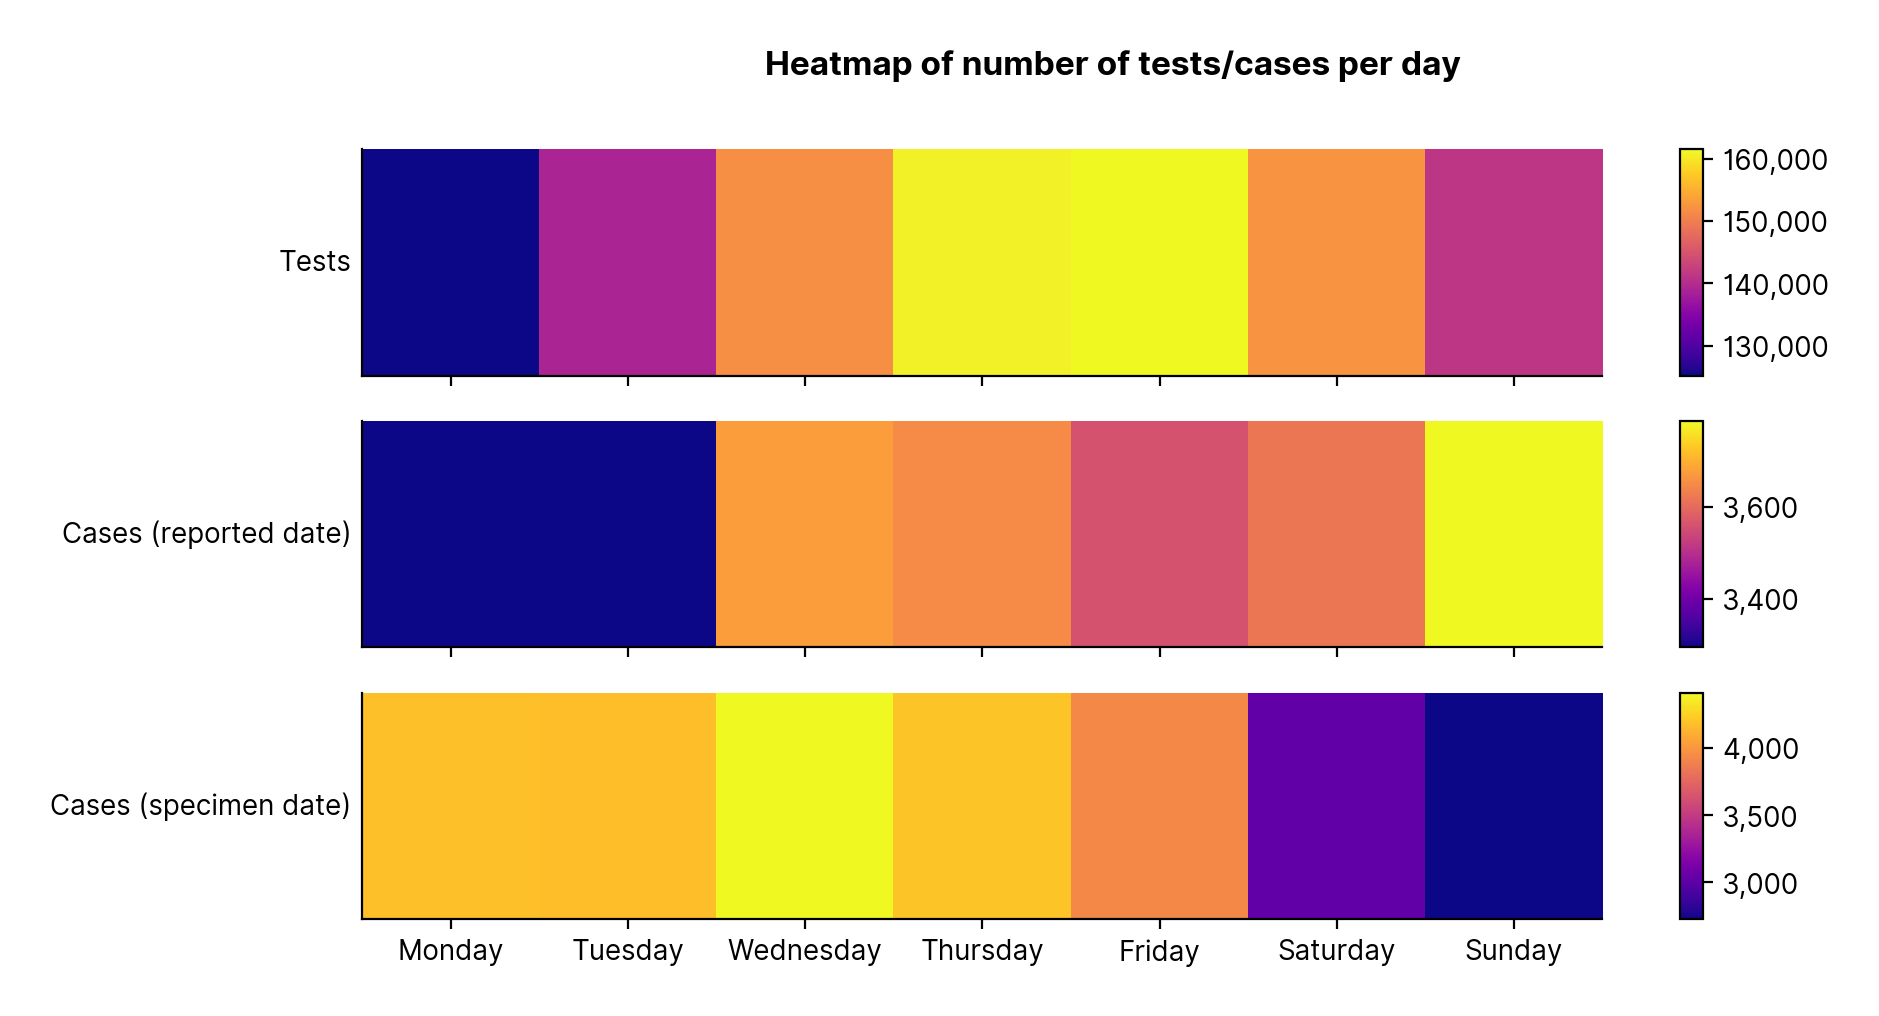 Heatmap of number of tests/cases per day
Tests
160,000
150,000
140,000
130,000
Cases (reported date)
3,600
3,400
Cases (specimen date)
4,000
3,500
3,000
Monday Tuesday Wednesday Thursday Friday Saturday Sunday